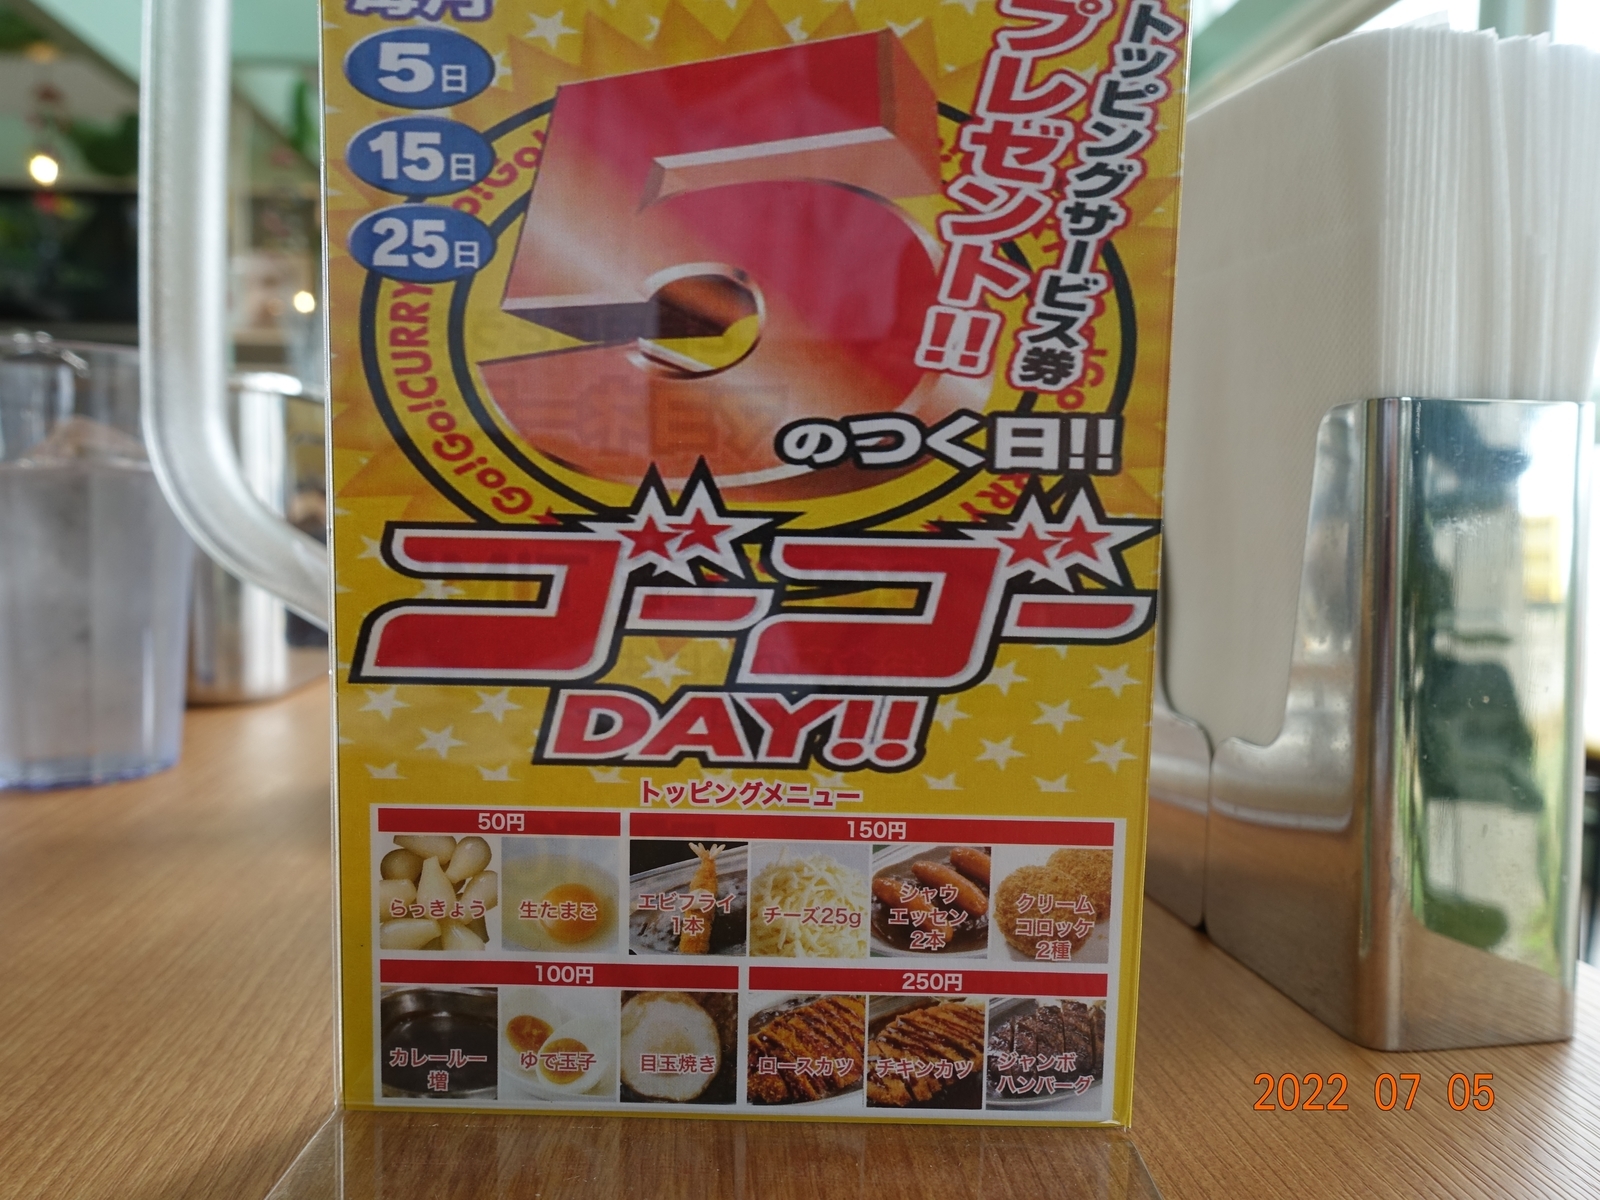 毎月
5日
15日
25日
トッピングサービス券
プレゼント!!
Go!Go!CURRY
5
のつく日!!
ゴーゴー
DAY!!
トッピングメニュー
50円
150円
らっきょう
生たまご
エビフライ
1本
チーズ25g
シャウ
エッセン
2本
クリーム
コロッケ
2種
100円
250円
カレールー
増
ゆで玉子
目玉焼き
ロースカツ
チキンカツ
ジャンボ
ハンバーグ
2022 07 05